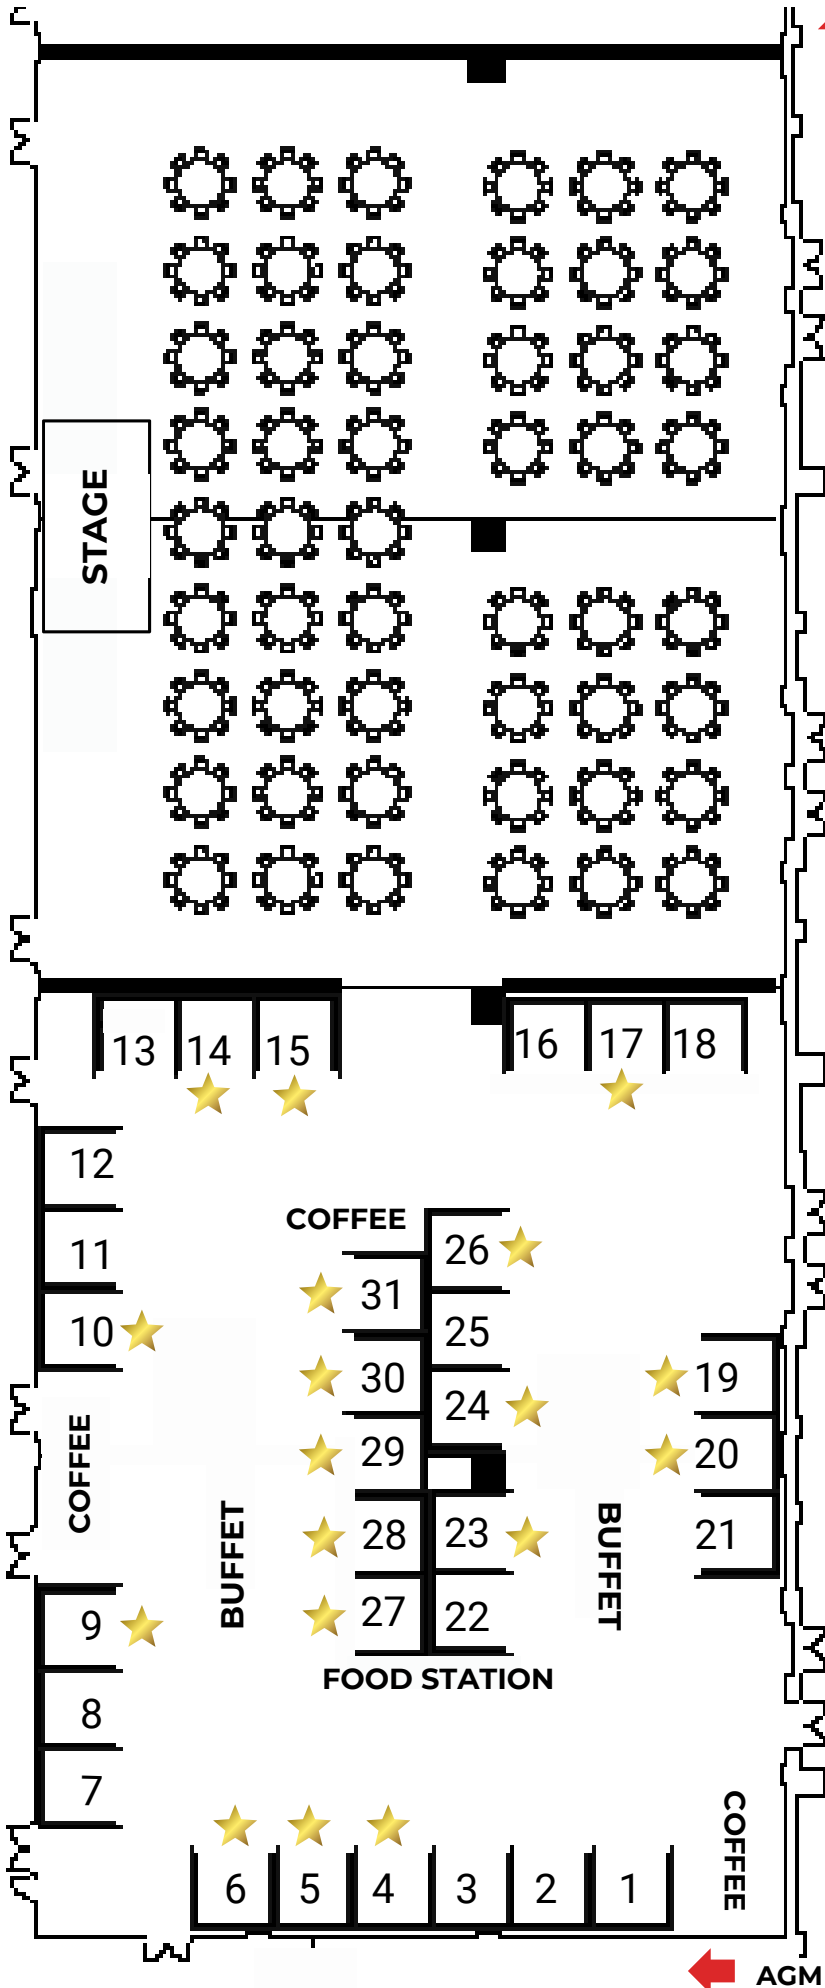 STAGE
13 14 15
16 17 18
12
11
10
COFFEE
26
31
25
30
24
29
19
20
COFFEE
BUFFET
28
23
BUFFET
21
27
22
FOOD STATION
9
8
7
COFFEE
6 5 4 3 2 1
AGM